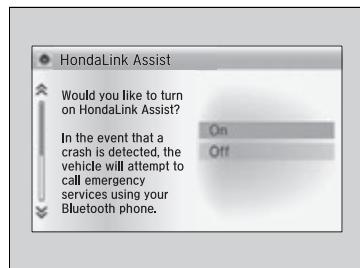 HondaLink Assist
Would you like to turn
on HondaLink Assist?
In the event that a
crash is detected, the
vehicle will attempt to
call emergency
services using your
Bluetooth phone.
On
Off